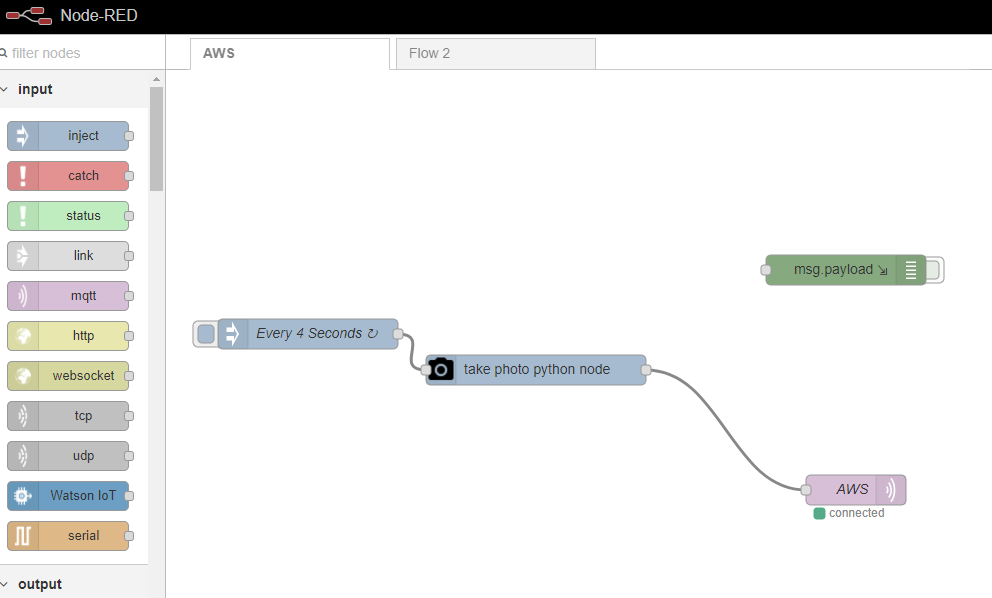 Node-RED
filter nodes
AWS
Flow 2
input
inject
catch
status
link
mqtt
http
websocket
tcp
udp
Watson IoT
serial
output
msg.payload ⇲
Every 4 Seconds ↻
take photo python node
AWS
connected